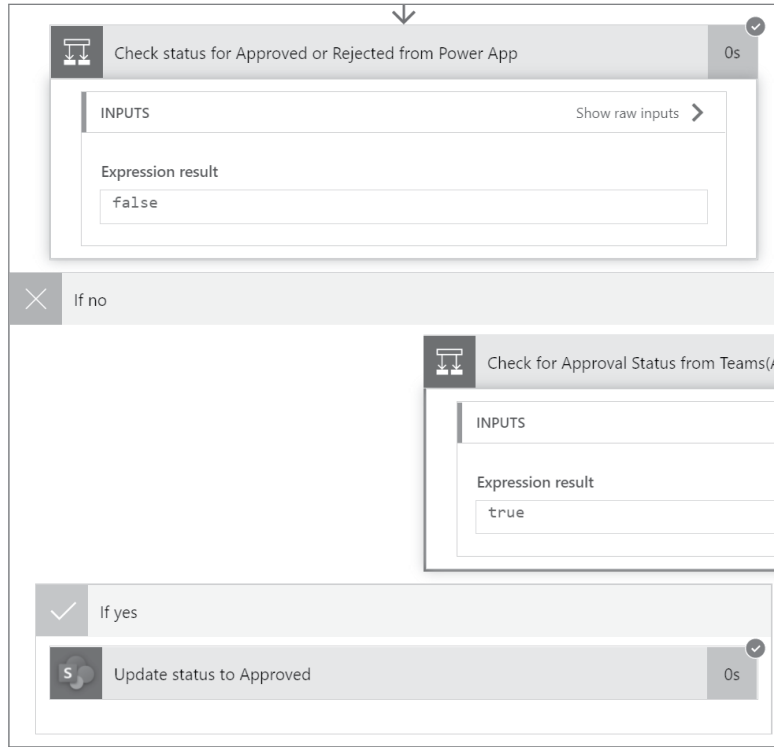 Check status for Approved or Rejected from Power App
0s
INPUTS
Show raw inputs
Expression result
false
If no
Check for Approval Status from Teams(
INPUTS
Expression result
true
If yes
S
Update status to Approved
0s